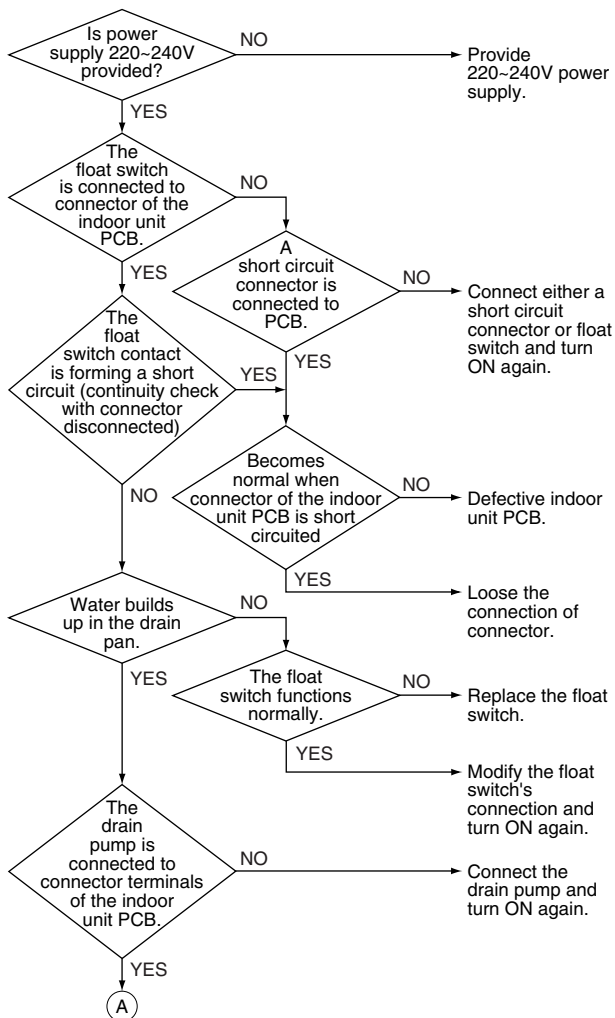 Is power
supply 220~240V
provided?
NO
Provide
220~240V power
supply.
YES
The
float switch
is connected to
connector of the
indoor unit
PCB.
NO
YES
A
short circuit
connector is
connected to
PCB.
NO
Connect either a
short circuit
connector or float
switch and turn
ON again.
YES
The
float
switch contact
is forming a short
circuit (continuity check
with connector
disconnected)
YES
NO
Becomes
normal when
connector of the indoor
unit PCB is short
circuited
NO
Defective indoor
unit PCB.
YES
Loose the
connection of
connector.
Water builds
up in the drain
pan.
NO
YES
The float
switch functions
normally.
NO
Replace the float
switch.
YES
Modify the float
switch's
connection and
turn ON again.
The
drain
pump is
connected to
connector terminals
of the indoor
unit PCB.
NO
Connect the
drain pump and
turn ON again.
YES
A